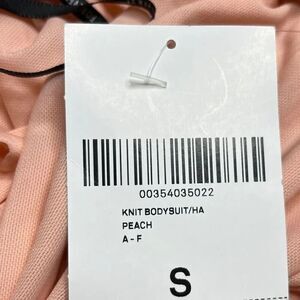 00354035022
KNIT BODYSUIT/HA
PEACH
A - F
S